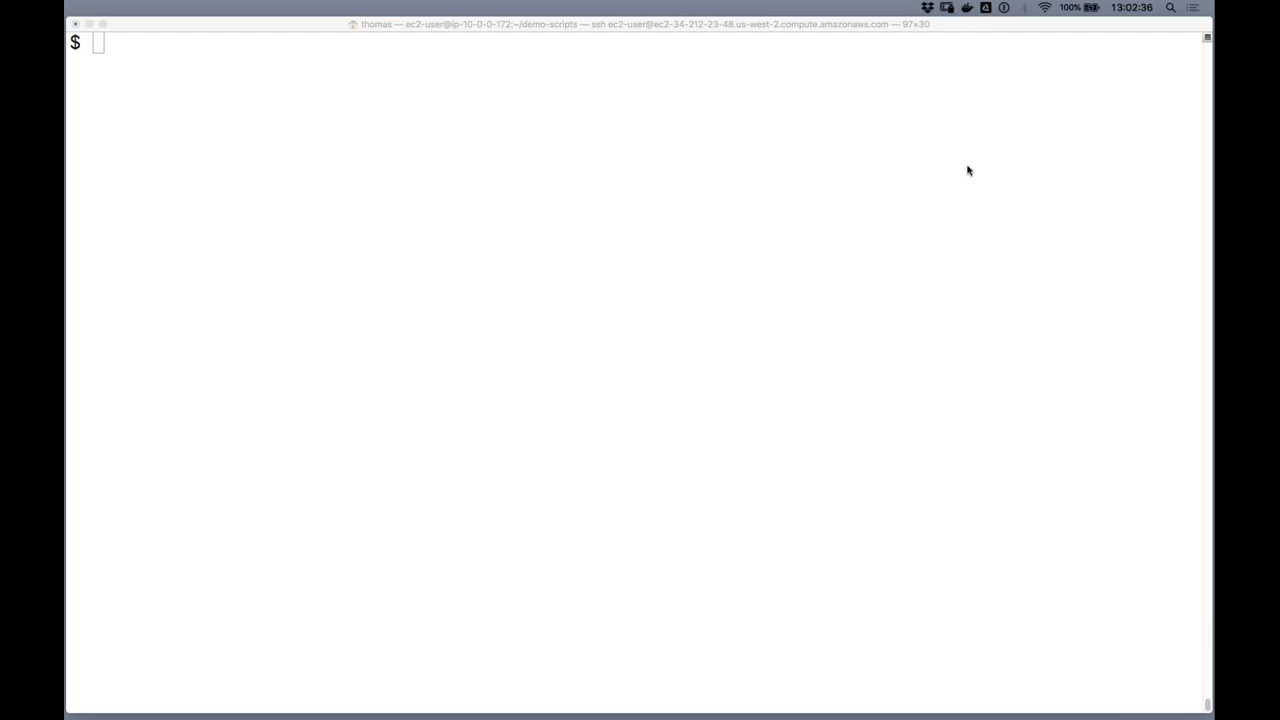 100% 13:02:36
thomas — ec2-user@ip-10-0-0-172:~/demo-scripts — ssh ec2-user@ec2-34-212-23-48.us-west-2.compute.amazonaws.com — 97×30
$